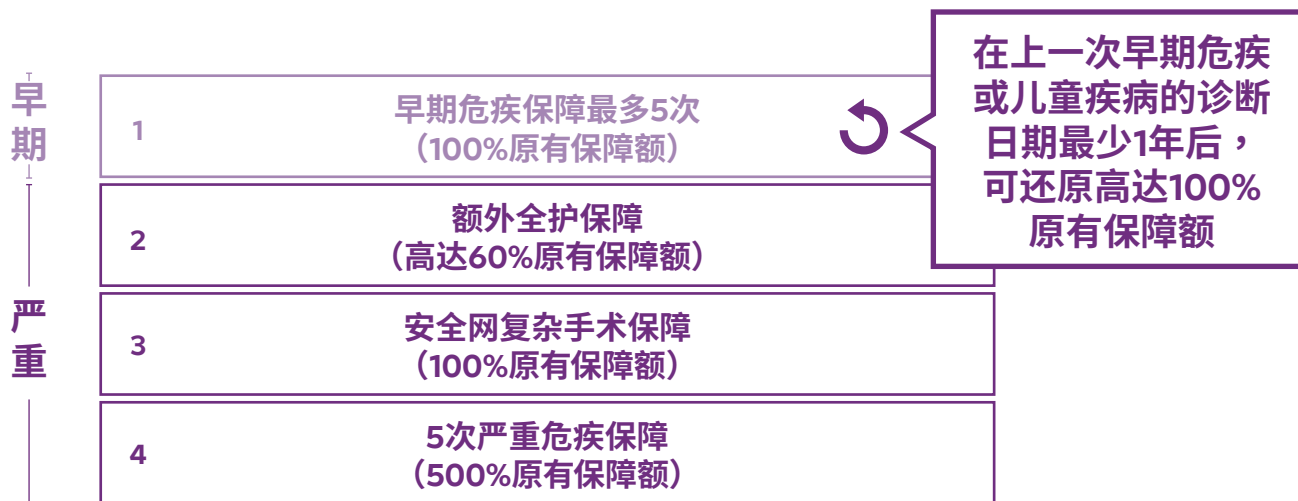 早期
1
早期危疾保障最多5次
（100%原有保障额）
在上一次早期危疾
或儿童疾病的诊断
日期最少1年后，
可还原高达100%
原有保障额
严重
2
额外全护保障
（高达60%原有保障额）
3
安全网复杂手术保障
（100%原有保障额）
4
5次严重危疾保障
（500%原有保障额）